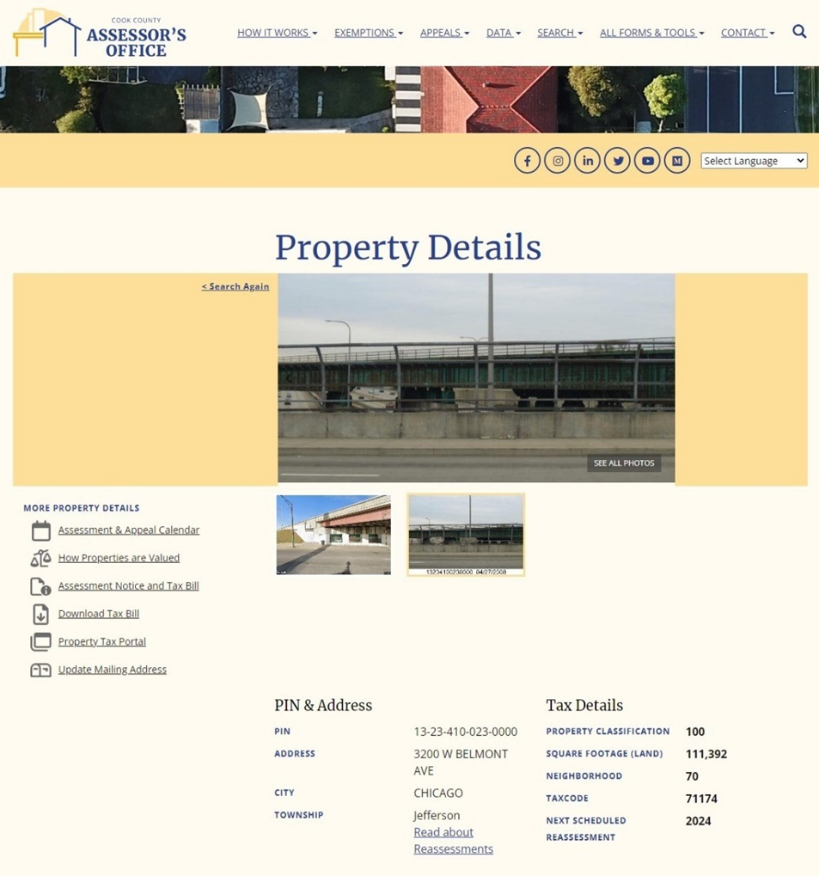 COOK COUNTY
ASSESSOR'S
OFFICE
HOW IT WORKS EXEMPTIONS APPEALS DATA SEARCH ALL FORMS & TOOLS CONTACT
Select Language
Property Details
< Search Again
SEE ALL PHOTOS
MORE PROPERTY DETAILS
Assessment & Appeal Calendar
How Properties are Valued
Assessment Notice and Tax Bill
Download Tax Bill
Property Tax Portal
Update Mailing Address
13234100230000 04/27/2008
PIN & Address
PIN 13-23-410-023-0000
ADDRESS 3200 W BELMONT
AVE
CITY CHICAGO
TOWNSHIP Jefferson
Read about
Reassessments
Tax Details
PROPERTY CLASSIFICATION 100
SQUARE FOOTAGE (LAND) 111,392
NEIGHBORHOOD 70
TAXCODE 71174
NEXT SCHEDULED 2024
REASSESSMENT